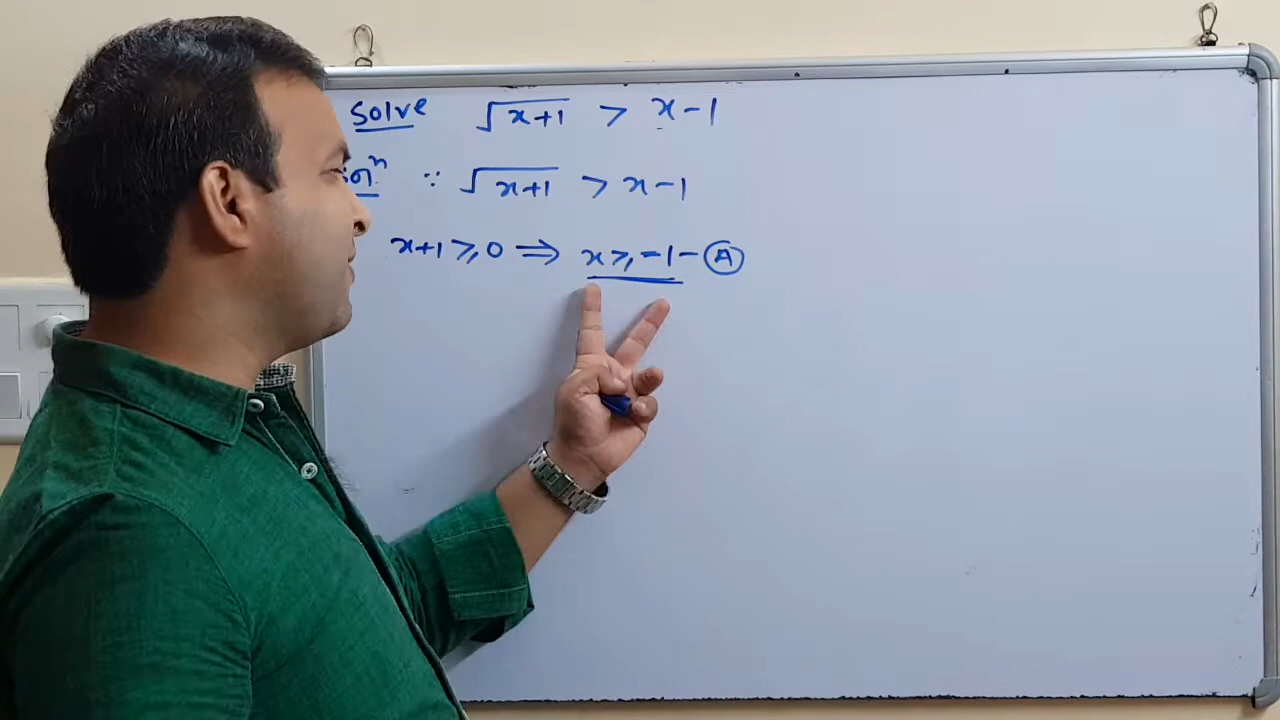 Solve √x+1 > x-1
∵ √x+1 > x-1
x+1 ⩾ 0 ⇒ x ⩾ -1 - Ⓐ